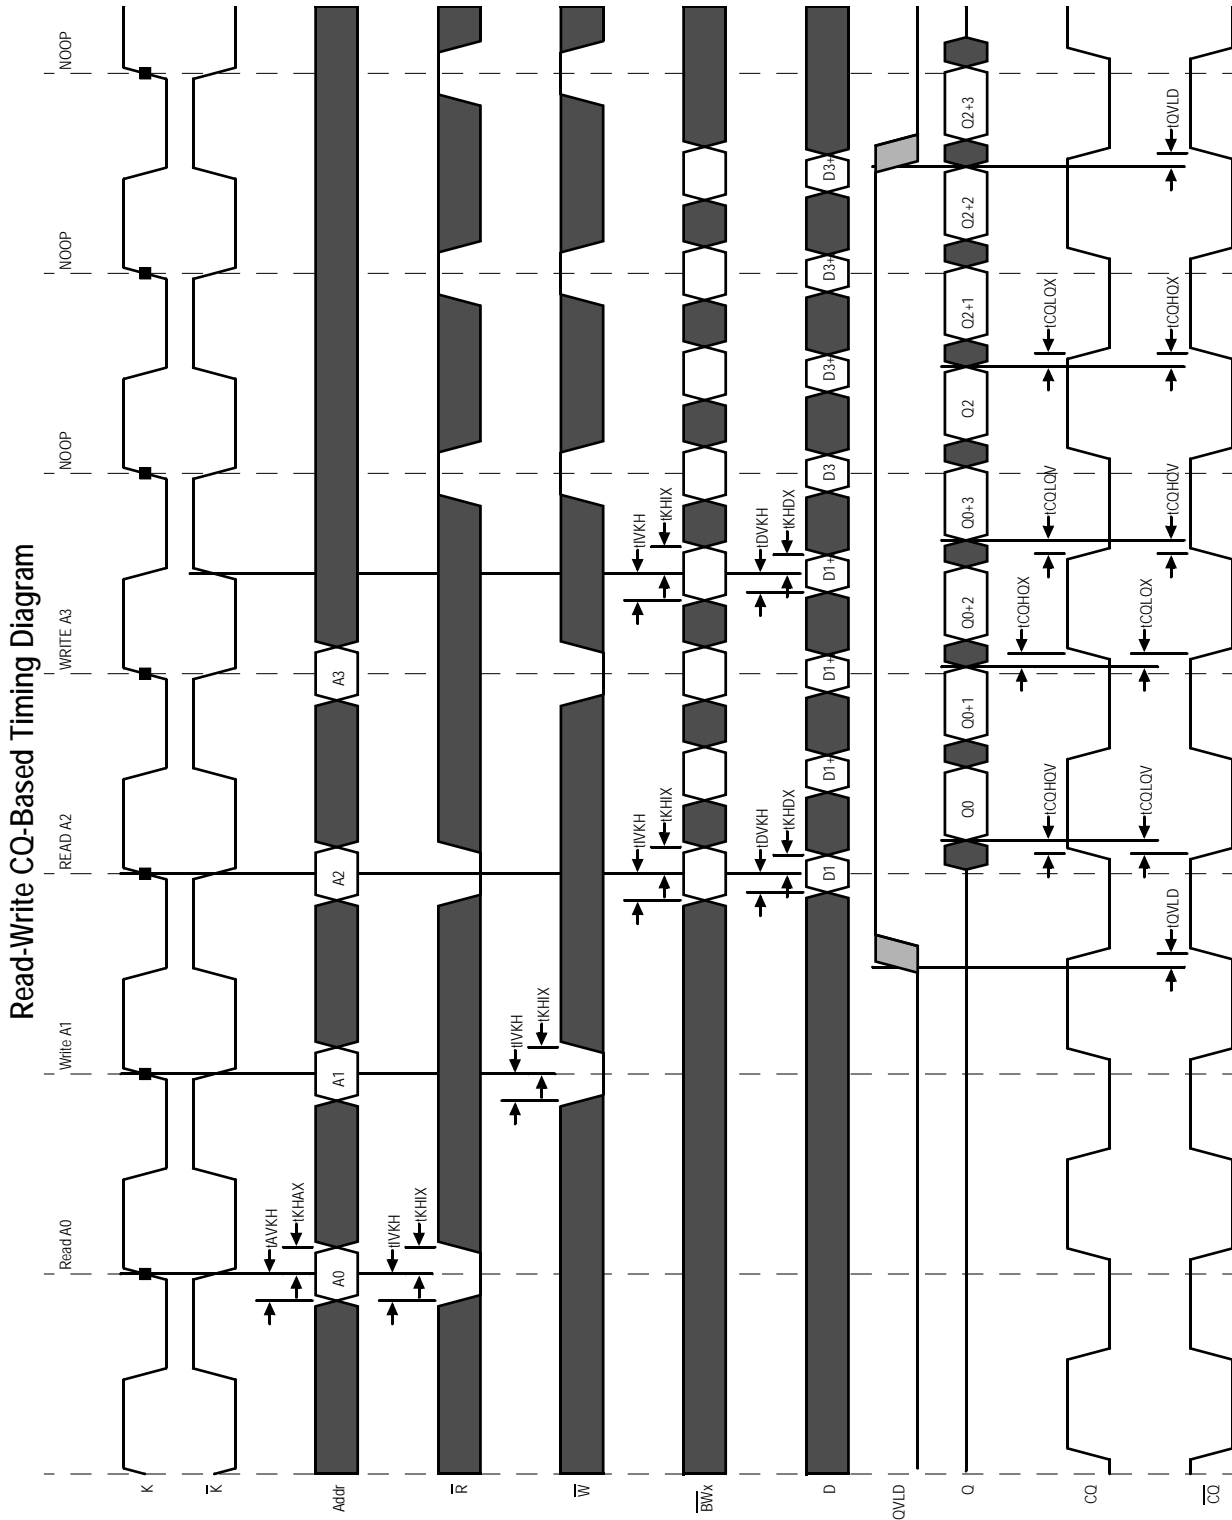 Read-Write CQ-Based Timing Diagram
Read A0
Write A1
READ A2
WRITE A3
NOOP
NOOP
NOOP
K
K̅
tAVKH
tKHAX
Addr
A0
A1
A2
A3
tIVKH
tKHIX
R̅
tIVKH
tKHIX
W̅
tIVKH
tKHIX
tIVKH
tKHIX
B̅W̅x̅
tDVKH
tKHDX
tDVKH
tKHDX
D
D1
D1+
D1+
D1+
D3
D3+
D3+
D3+
QVLD
Q
Q0
Q0+1
Q0+2
Q0+3
Q2
Q2+1
Q2+2
Q2+3
tCQHQV
tCQHQX
tCQLQV
tCQLQX
CQ
tQVLD
tCQLQV
tCQLQX
tCQHQV
tCQHQX
tQVLD
C̅Q̅